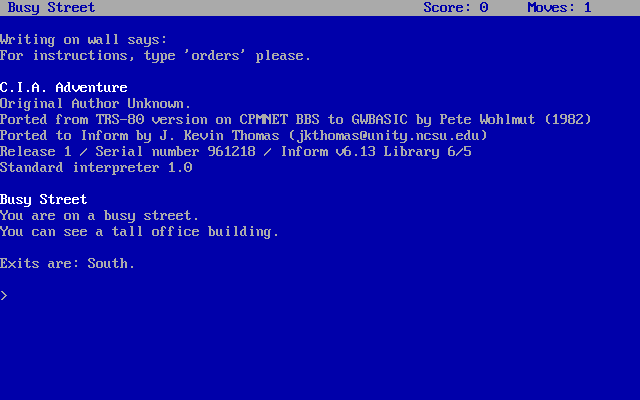 Busy Street Score: 0 Moves: 1
Writing on wall says:
For instructions, type 'orders' please.
C.I.A. Adventure
Original Author Unknown.
Ported from TRS-80 version on CPMNET BBS to GWBASIC by Pete Wohlmut (1982)
Ported to Inform by J. Kevin Thomas (jkthomas@unity.ncsu.edu)
Release 1 / Serial number 961218 / Inform v6.13 Library 6/5
Standard interpreter 1.0
Busy Street
You are on a busy street.
You can see a tall office building.
Exits are: South.
>